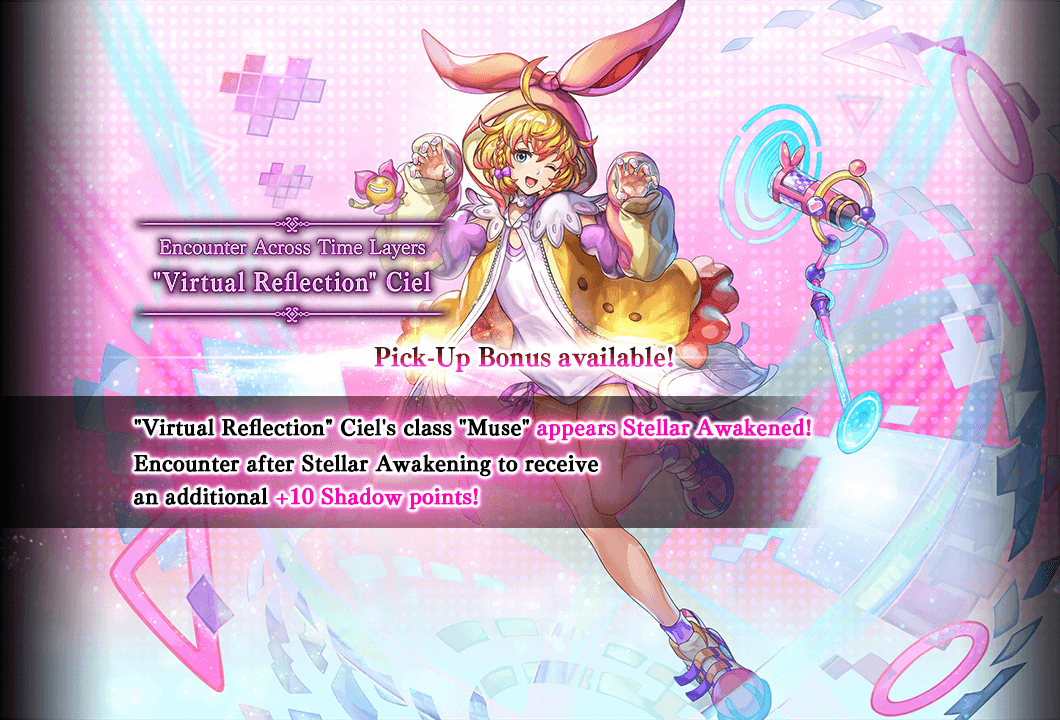 Encounter Across Time Layers
"Virtual Reflection" Ciel
Pick-Up Bonus available!
"Virtual Reflection" Ciel's class "Muse" appears Stellar Awakened!
Encounter after Stellar Awakening to receive
an additional +10 Shadow points!